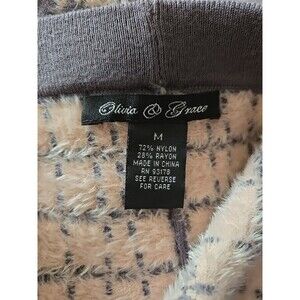 Olivia & Grace
M
72% NYLON
28% RAYON
MADE IN CHINA
RN 93178
SEE REVERSE
FOR CARE